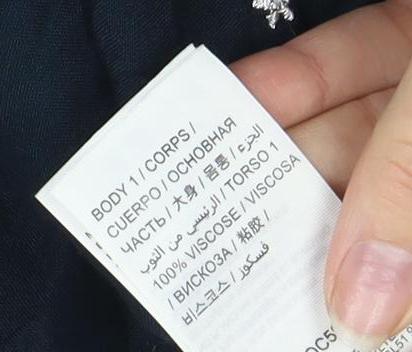 BODY 1 / CORPS /
CUERPO / ОСНОВНАЯ
ЧАСТЬ / 大身 / 몸통 / الجزء
الرئيسي من الثوب / TORSO 1
100% VISCOSE / VISCOSA
/ ВИСКОЗА / 粘胶 /
비스코스 / فسكوز